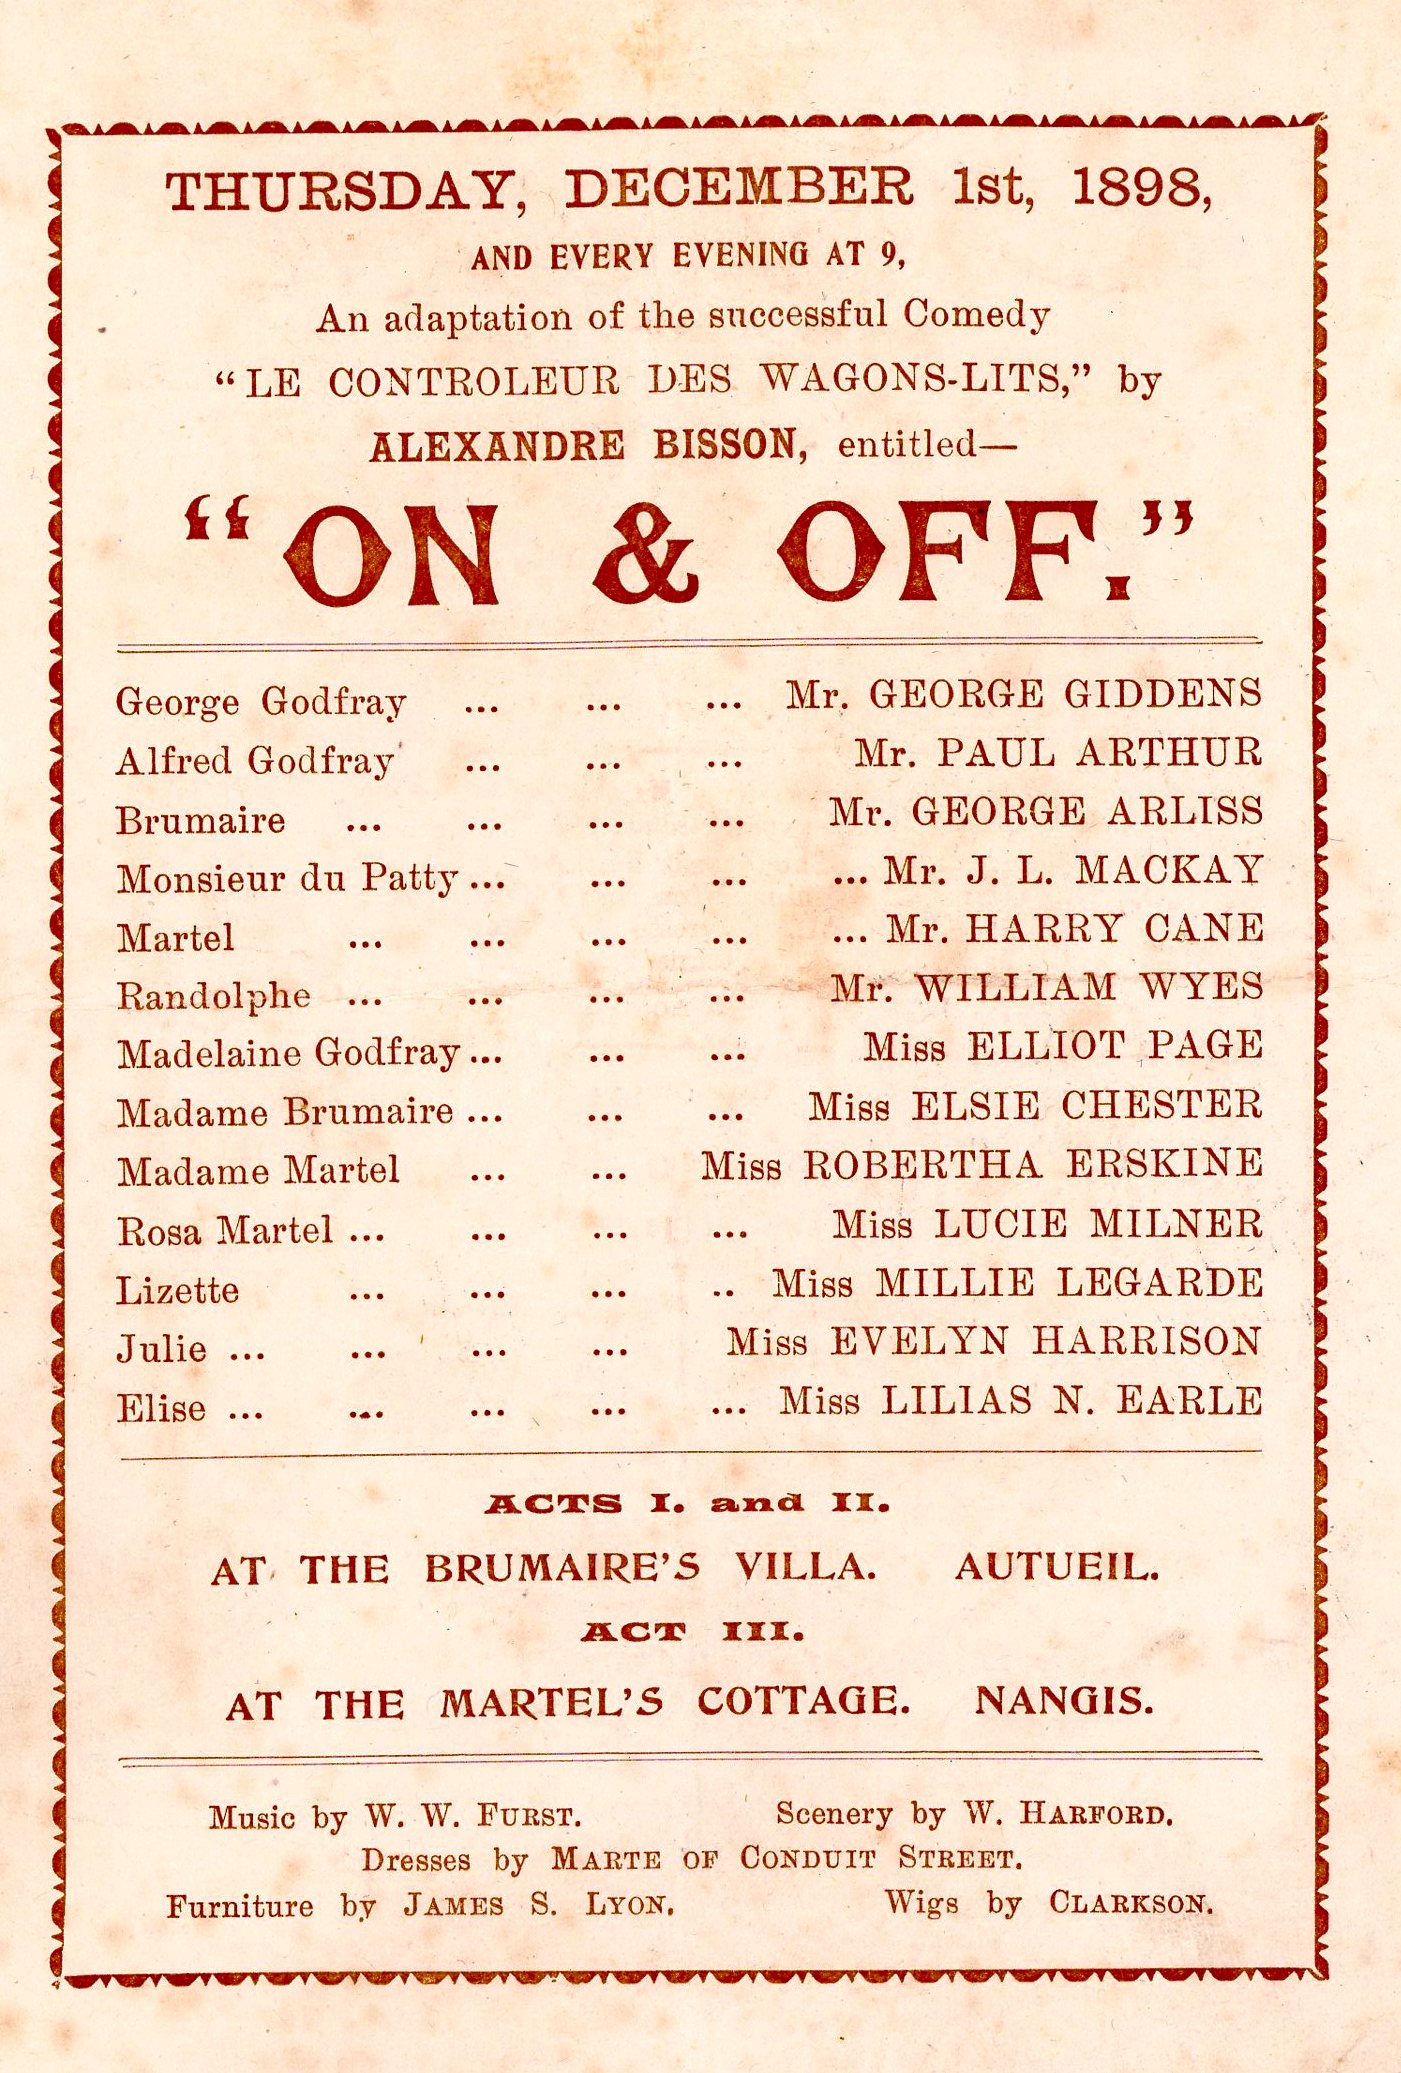 THURSDAY, DECEMBER 1st, 1898,
AND EVERY EVENING AT 9,
An adaptation of the successful Comedy
"LE CONTROLEUR DES WAGONS-LITS," by
ALEXANDRE BISSON, entitled—
"ON & OFF."
George Godfray ... ... ... Mr. GEORGE GIDDENS
Alfred Godfray ... ... ... Mr. PAUL ARTHUR
Brumaire ... ... ... ... Mr. GEORGE ARLISS
Monsieur du Patty ... ... ... ... Mr. J. L. MACKAY
Martel ... ... ... ... ... Mr. HARRY CANE
Randolphe ... ... ... ... Mr. WILLIAM WYES
Madelaine Godfray ... ... ... Miss ELLIOT PAGE
Madame Brumaire ... ... ... Miss ELSIE CHESTER
Madame Martel ... ... Miss ROBERTHA ERSKINE
Rosa Martel ... ... ... ... Miss LUCIE MILNER
Lizette ... ... ... .. Miss MILLIE LEGARDE
Julie ... ... ... ... Miss EVELYN HARRISON
Elise ... ... ... ... ... Miss LILIAS N. EARLE
ACTS I. and II.
AT THE BRUMAIRE'S VILLA. AUTUEIL.
ACT III.
AT THE MARTEL'S COTTAGE. NANGIS.
Music by W. W. FURST. Scenery by W. HARFORD.
Dresses by MARTE OF CONDUIT STREET.
Furniture by JAMES S. LYON. Wigs by CLARKSON.